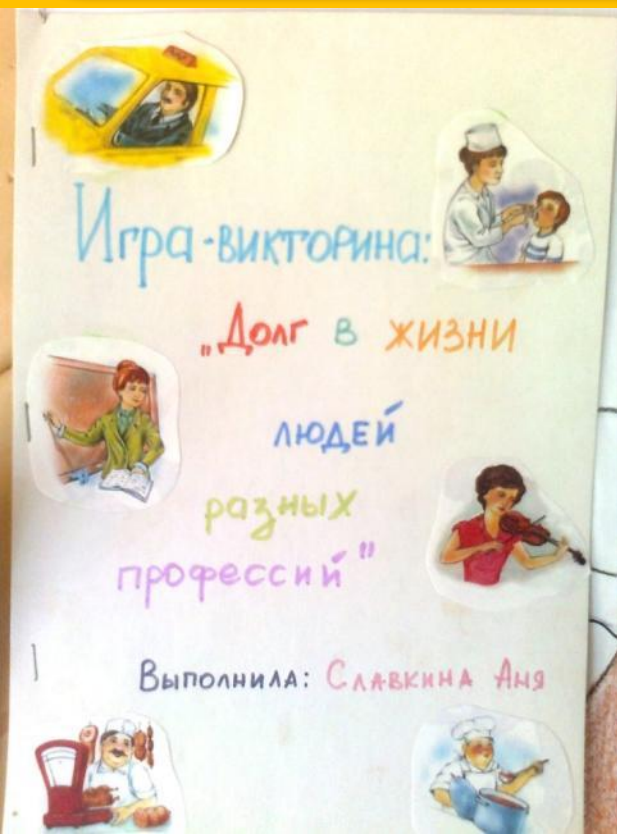 Игра-викторина:
„Долг в жизни
людей
разных
профессий"
Выполнила: Славкина Аня